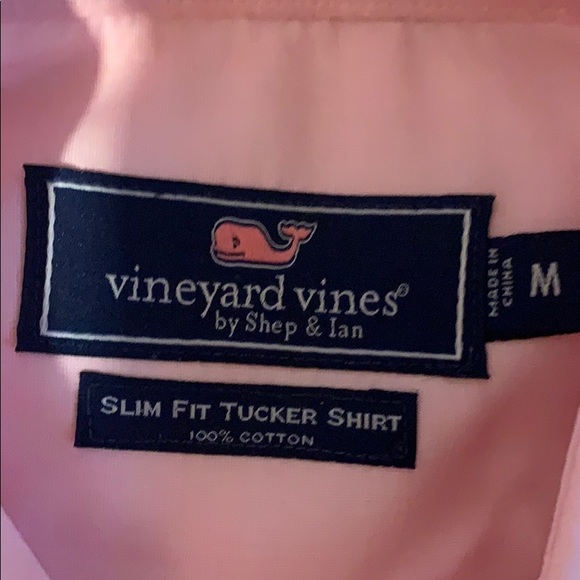 vineyard vines®
by Shep & Ian
MADE IN
CHINA
M
SLIM FIT TUCKER SHIRT
100% COTTON